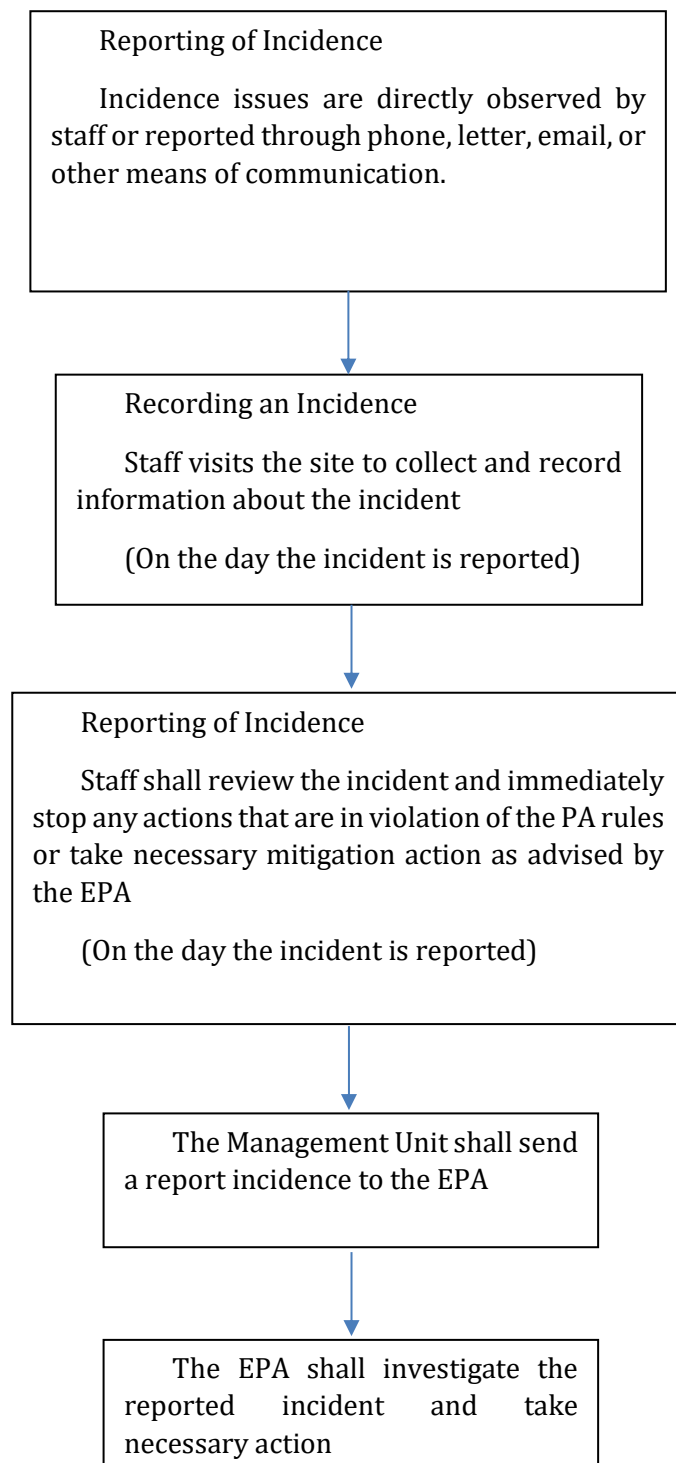 Reporting of Incidence
Incidence issues are directly observed by
staff or reported through phone, letter, email, or
other means of communication.
Recording an Incidence
Staff visits the site to collect and record
information about the incident
(On the day the incident is reported)
Reporting of Incidence
Staff shall review the incident and immediately
stop any actions that are in violation of the PA rules
or take necessary mitigation action as advised by
the EPA
(On the day the incident is reported)
The Management Unit shall send
a report incidence to the EPA
The EPA shall investigate the
reported incident and take
necessary action